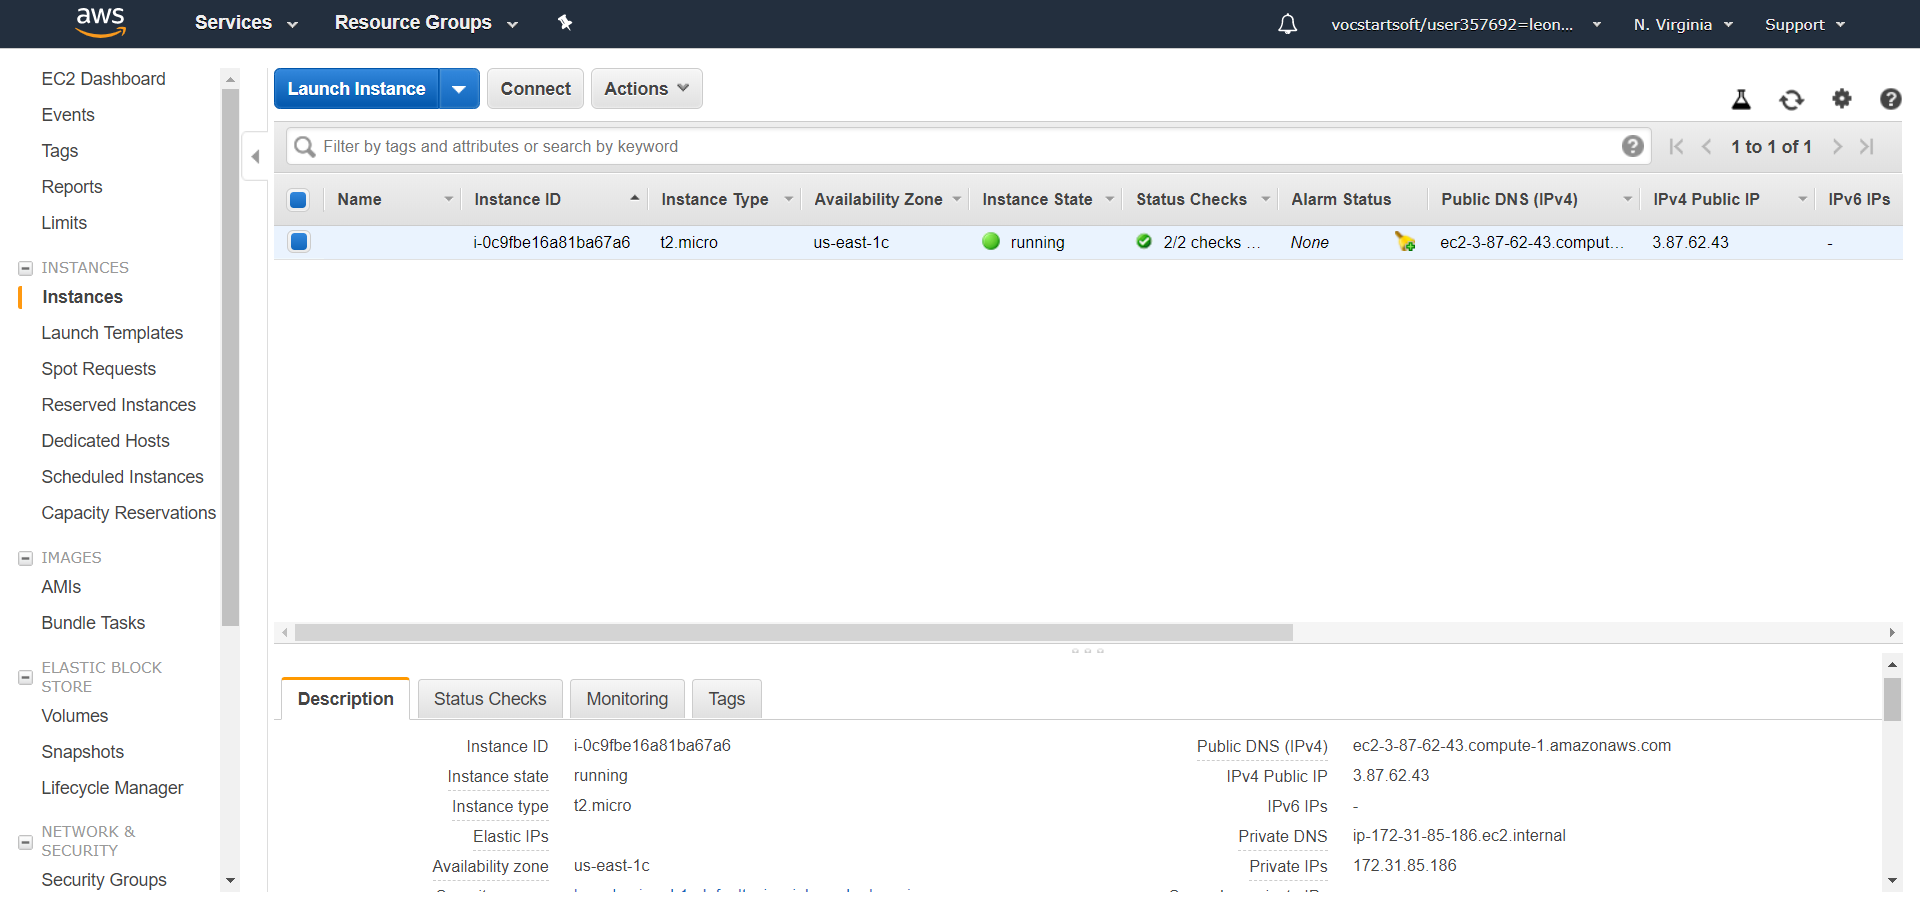 aws
Services
Resource Groups
vocstartsoft/user357692=leon...
N. Virginia
Support
EC2 Dashboard
Events
Tags
Reports
Limits
INSTANCES
Instances
Launch Templates
Spot Requests
Reserved Instances
Dedicated Hosts
Scheduled Instances
Capacity Reservations
IMAGES
AMIs
Bundle Tasks
ELASTIC BLOCK
STORE
Volumes
Snapshots
Lifecycle Manager
NETWORK &
SECURITY
Security Groups
Launch Instance
Connect
Actions
Filter by tags and attributes or search by keyword
1 to 1 of 1
Name Instance ID Instance Type Availability Zone Instance State Status Checks Alarm Status Public DNS (IPv4) IPv4 Public IP IPv6 IPs
i-0c9fbe16a81ba67a6 t2.micro us-east-1c running 2/2 checks ... None ec2-3-87-62-43.comput... 3.87.62.43 -
Description
Status Checks
Monitoring
Tags
Instance ID i-0c9fbe16a81ba67a6
Instance state running
Instance type t2.micro
Elastic IPs
Availability zone us-east-1c
Public DNS (IPv4) ec2-3-87-62-43.compute-1.amazonaws.com
IPv4 Public IP 3.87.62.43
IPv6 IPs -
Private DNS ip-172-31-85-186.ec2.internal
Private IPs 172.31.85.186